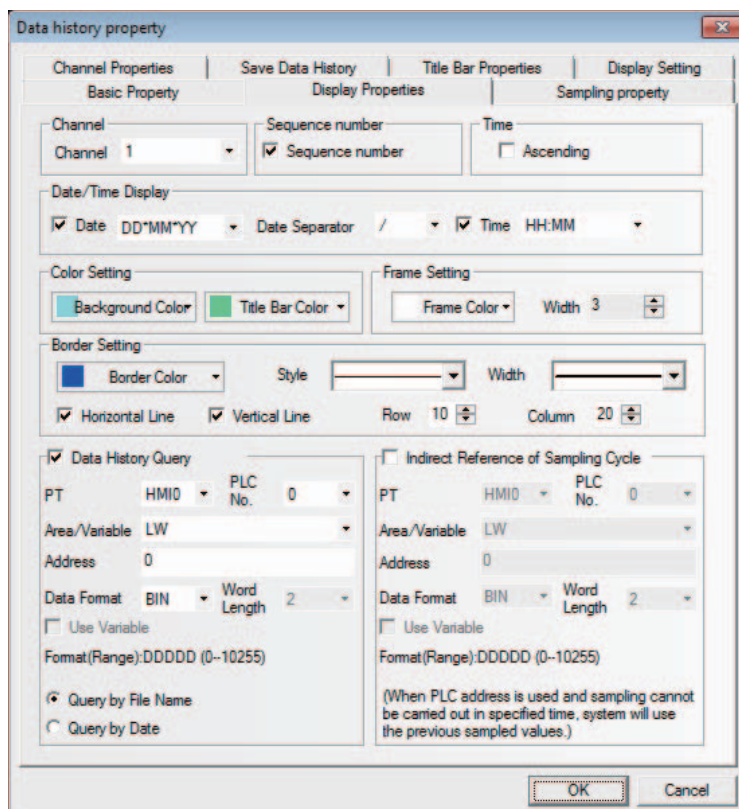 Data history property
Channel Properties Save Data History Title Bar Properties Display Setting
Basic Property Display Properties Sampling property
Channel Sequence number Time
Channel 1 Sequence number Ascending
Date/Time Display
Date DD*MM*YY Date Separator / Time HH:MM
Color Setting Frame Setting
Background Color Title Bar Color Frame Color Width 3
Border Setting
Border Color Style Width
Horizontal Line Vertical Line Row 10 Column 20
Data History Query
PT HMI0 PLC No. 0
Area/Variable LW
Address 0
Data Format BIN Word Length 2
Use Variable
Format(Range):DDDDD (0--10255)
Query by File Name
Query by Date
Indirect Reference of Sampling Cycle
PT HMI0 PLC No. 0
Area/Variable LW
Address 0
Data Format BIN Word Length 2
Use Variable
Format(Range):DDDDD (0--10255)
(When PLC address is used and sampling cannot
be carried out in specified time, system will use
the previous sampled values.)
OK Cancel